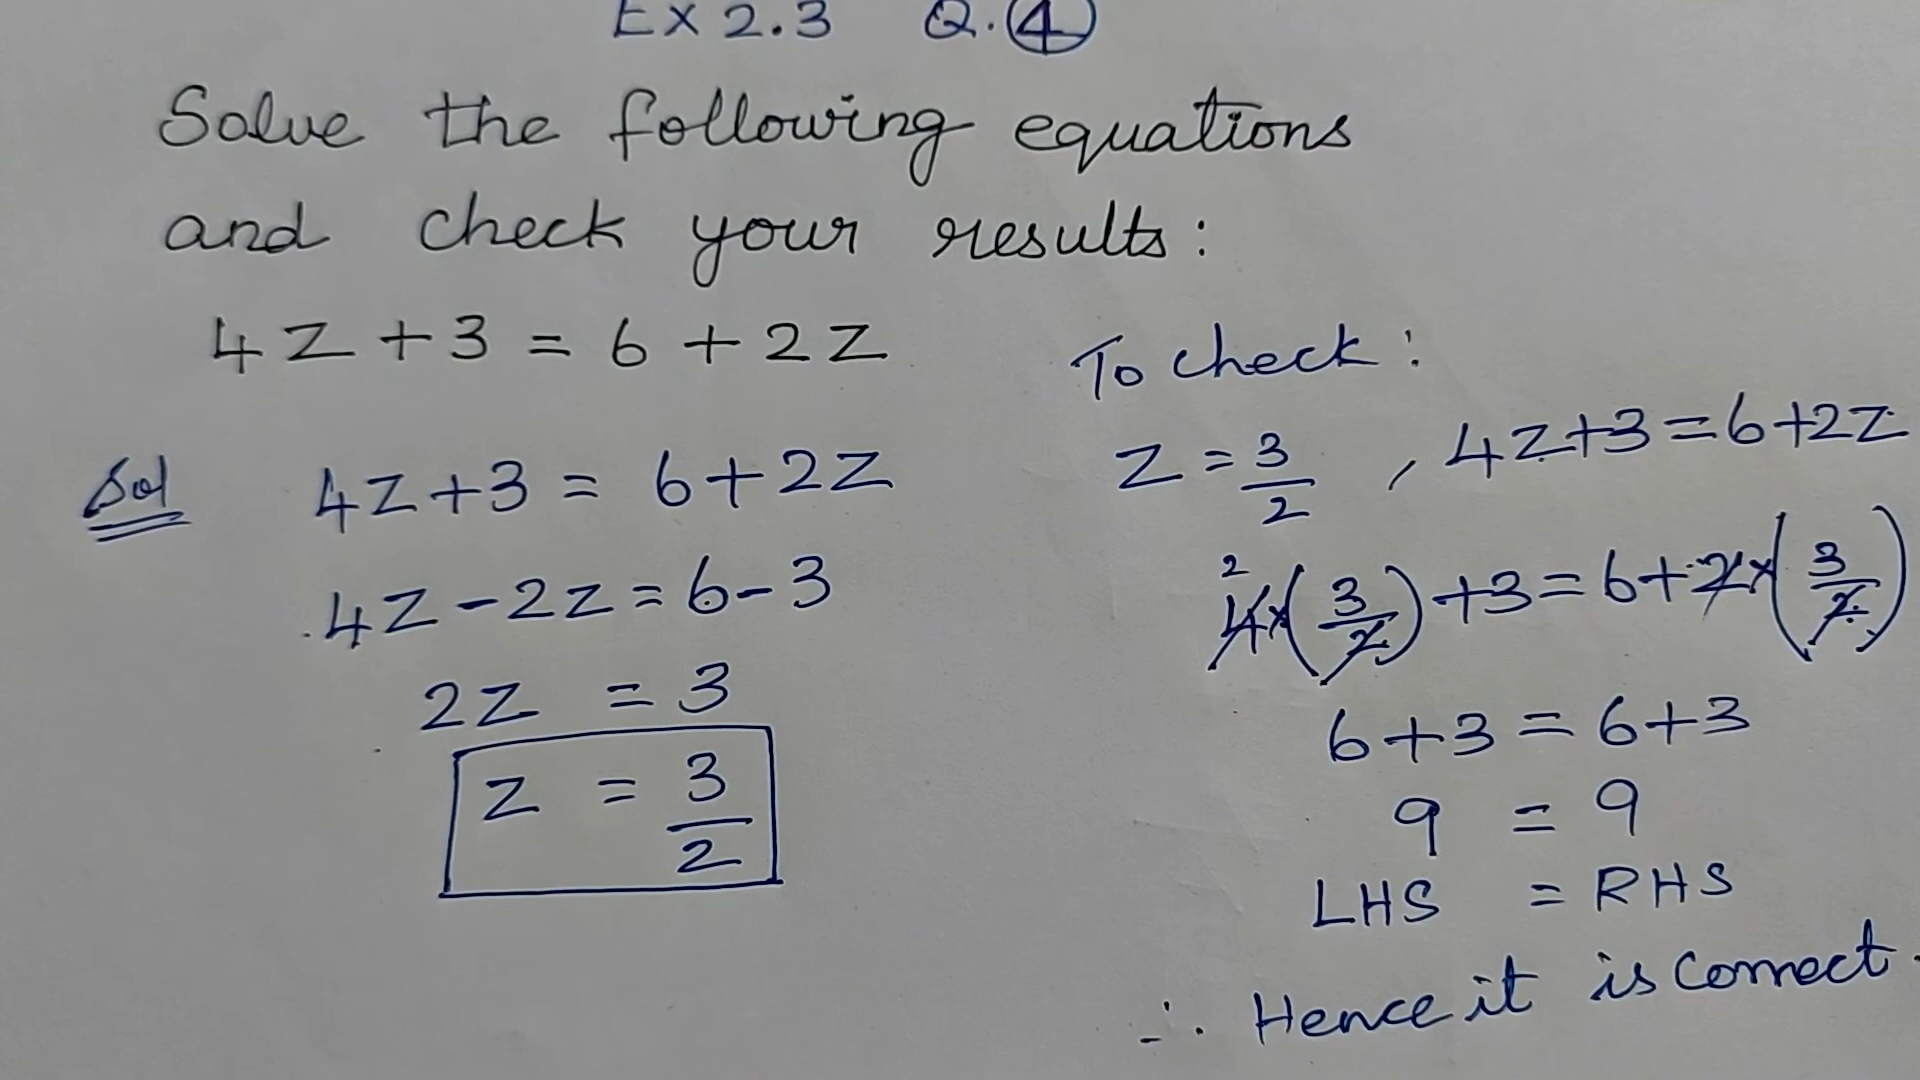 Ex 2.3 Q. 4
Solve the following equations
and check your results:
4z + 3 = 6 + 2z
Sol
4z + 3 = 6 + 2z
4z - 2z = 6 - 3
2z = 3
z = 3/2
To check:
z = 3/2 , 4z + 3 = 6 + 2z
2
4 × (3/2) + 3 = 6 + 2 × (3/2)
6 + 3 = 6 + 3
9 = 9
LHS = RHS
∴ Hence it is correct.